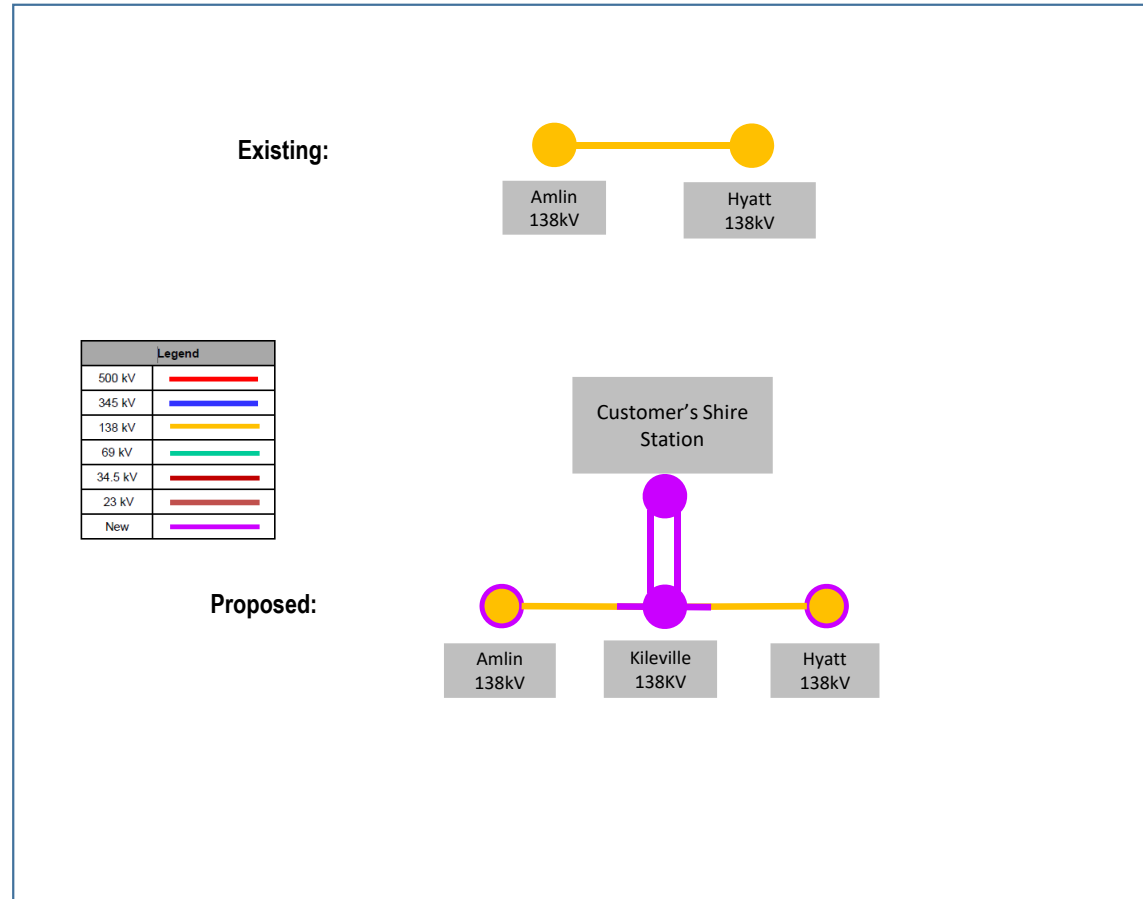 Existing:
Amlin
138kV
Hyatt
138kV
Legend
500 kV
345 kV
138 kV
69 kV
34.5 kV
23 kV
New
Customer’s Shire
Station
Proposed:
Amlin
138kV
Kileville
138KV
Hyatt
138kV